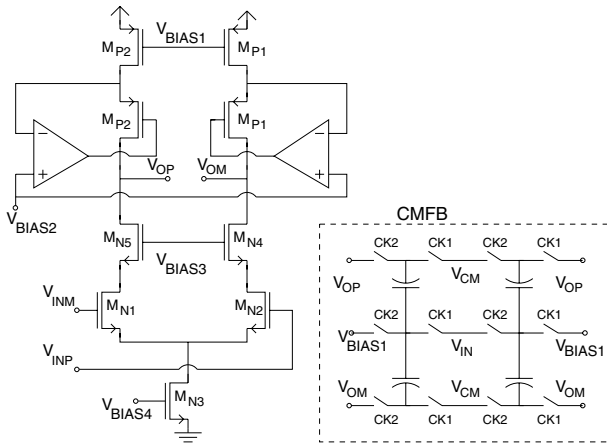 V_BIAS1
M_P2
M_P1
M_P2
M_P1
V_OP
V_OM
V_BIAS2
M_N5
M_N4
V_BIAS3
V_INM
M_N1
M_N2
V_INP
V_BIAS4
M_N3
CMFB
CK2
CK1
CK2
CK1
V_OP
V_CM
V_OP
CK2
CK1
CK2
CK1
V_BIAS1
V_IN
V_BIAS1
V_OM
V_CM
V_OM
CK2
CK1
CK2
CK1